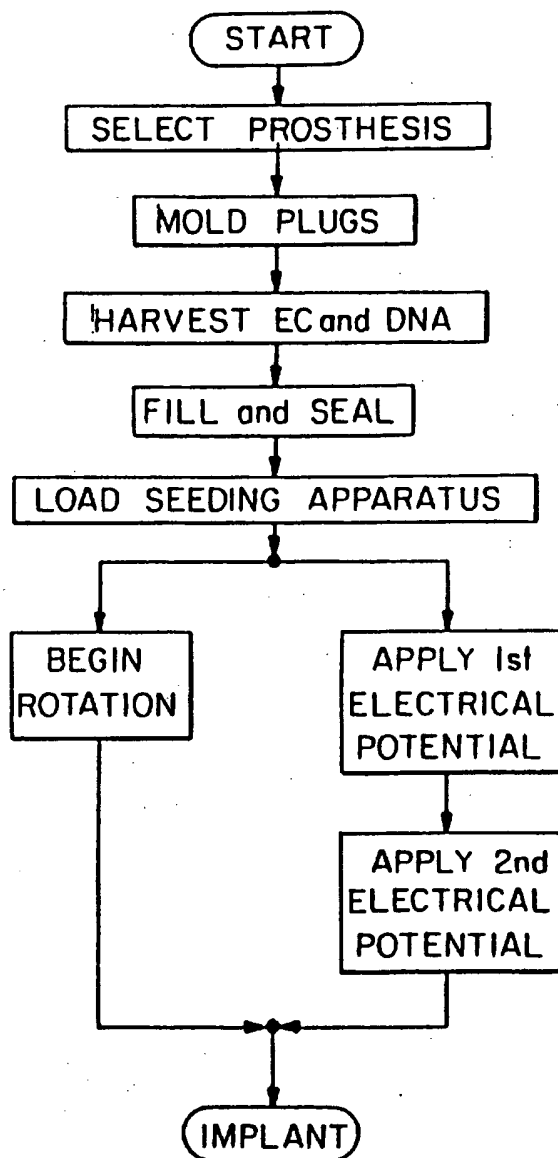 START
SELECT PROSTHESIS
MOLD PLUGS
HARVEST EC and DNA
FILL and SEAL
LOAD SEEDING APPARATUS
BEGIN
ROTATION
APPLY 1st
ELECTRICAL
POTENTIAL
APPLY 2nd
ELECTRICAL
POTENTIAL
IMPLANT